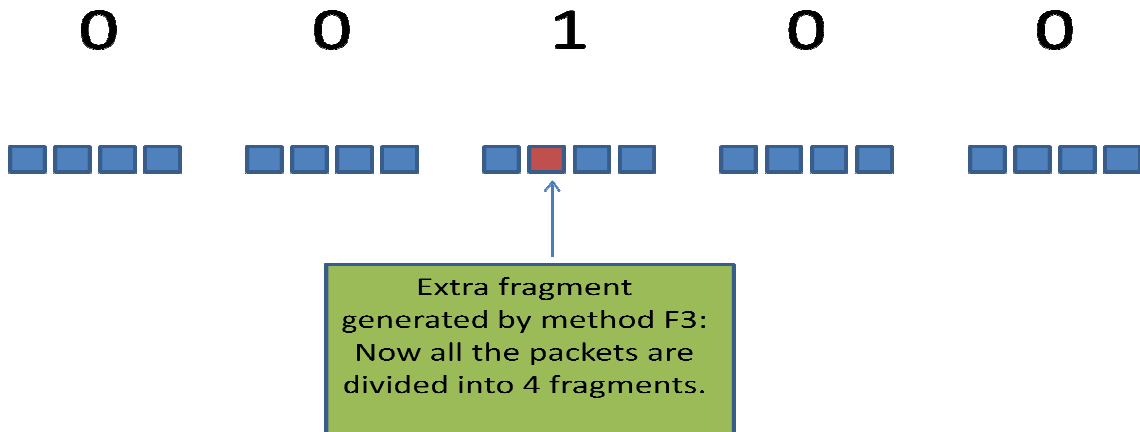 0 0 1 0 0
Extra fragment
generated by method F3:
Now all the packets are
divided into 4 fragments.